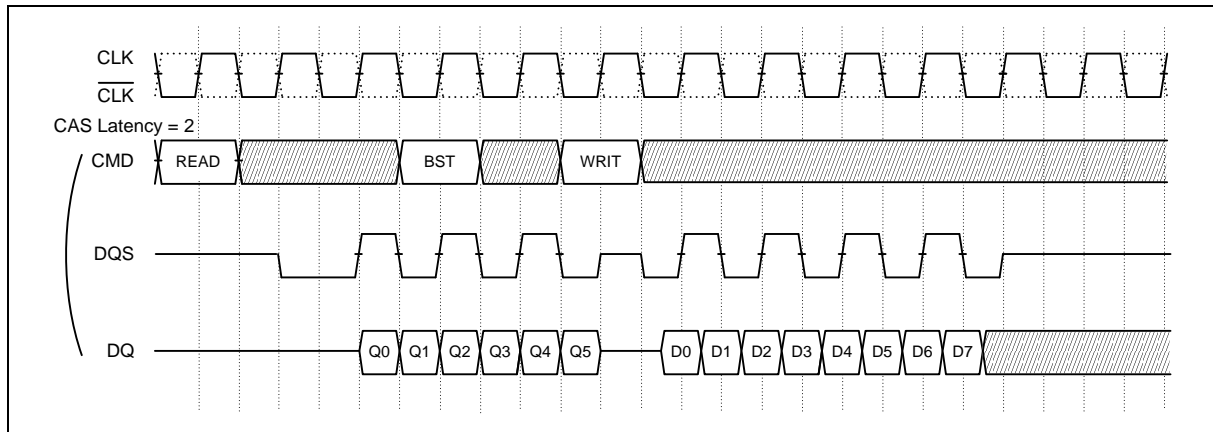 CLK
CLK
CAS Latency = 2
CMD READ BST WRIT
DQS
DQ Q0 Q1 Q2 Q3 Q4 Q5 D0 D1 D2 D3 D4 D5 D6 D7